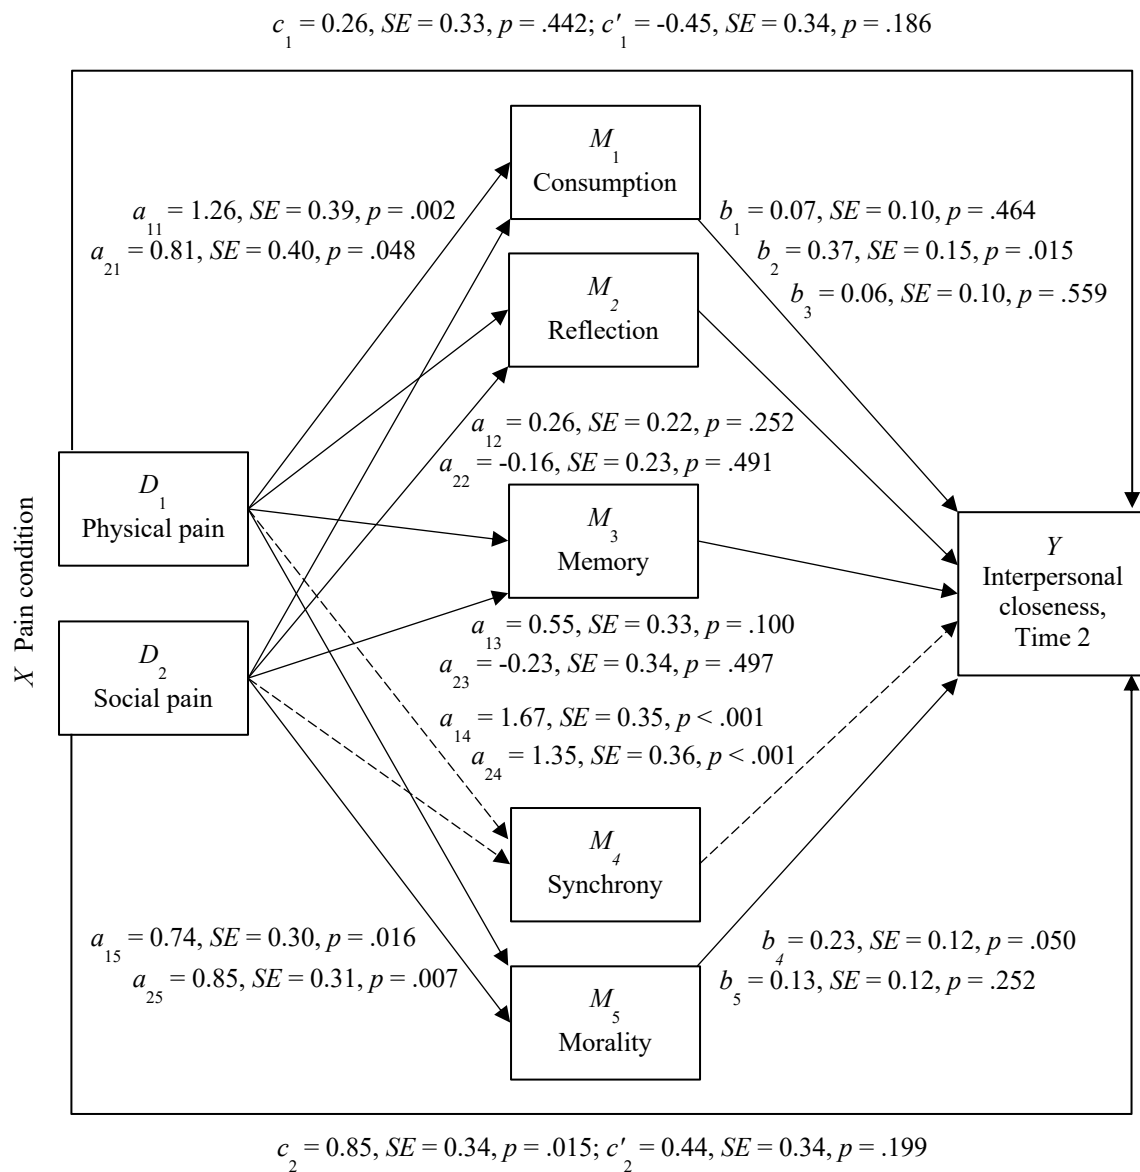 c₁ = 0.26, SE = 0.33, p = .442; c′₁ = -0.45, SE = 0.34, p = .186
M₁
Consumption
a₁₁ = 1.26, SE = 0.39, p = .002
a₂₁ = 0.81, SE = 0.40, p = .048
b₁ = 0.07, SE = 0.10, p = .464
b₂ = 0.37, SE = 0.15, p = .015
b₃ = 0.06, SE = 0.10, p = .559
M₂
Reflection
a₁₂ = 0.26, SE = 0.22, p = .252
a₂₂ = -0.16, SE = 0.23, p = .491
X Pain condition
D₁
Physical pain
M₃
Memory
Y
Interpersonal
closeness,
Time 2
D₂
Social pain
a₁₃ = 0.55, SE = 0.33, p = .100
a₂₃ = -0.23, SE = 0.34, p = .497
a₁₄ = 1.67, SE = 0.35, p < .001
a₂₄ = 1.35, SE = 0.36, p < .001
M₄
Synchrony
a₁₅ = 0.74, SE = 0.30, p = .016
a₂₅ = 0.85, SE = 0.31, p = .007
b₄ = 0.23, SE = 0.12, p = .050
b₅ = 0.13, SE = 0.12, p = .252
M₅
Morality
c₂ = 0.85, SE = 0.34, p = .015; c′₂ = 0.44, SE = 0.34, p = .199